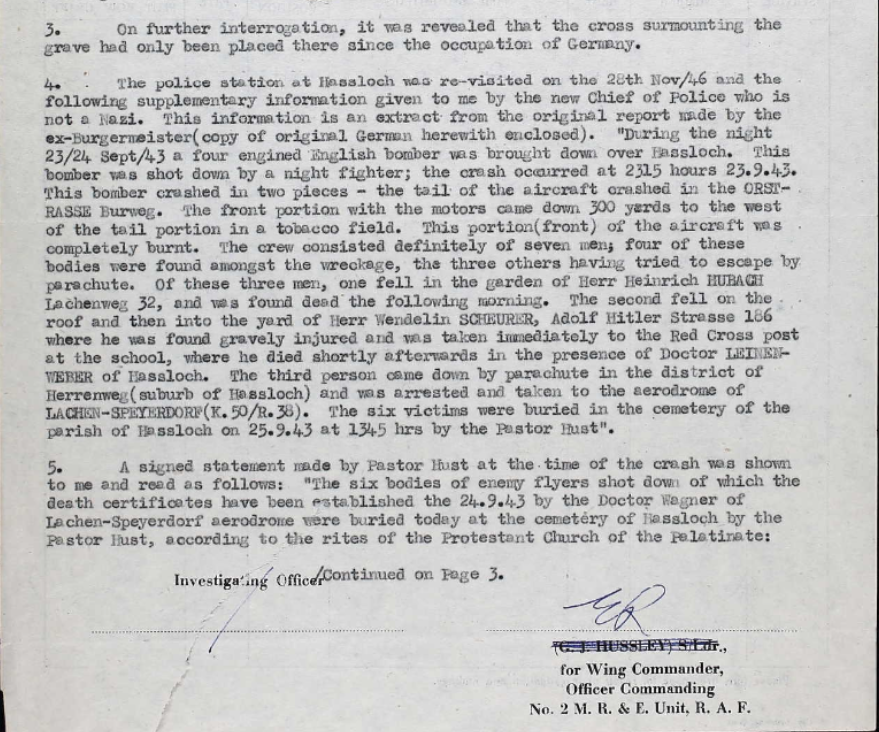 3. On further interrogation, it was revealed that the cross surmounting the
grave had only been placed there since the occupation of Germany.
4. The police station at Hassloch was re-visited on the 28th Nov/46 and the
following supplementary information given to me by the new Chief of Police who is
not a Nazi. This information is an extract from the original report made by the
ex-Burgermeister(copy of original German herewith enclosed). "During the night
23/24 Sept/43 a four engined English bomber was brought down over Hassloch. This
bomber was shot down by a night fighter; the crash occurred at 2315 hours 23.9.43.
This bomber crashed in two pieces - the tail of the aircraft crashed in the ORST-
RASSE Burweg. The front portion with the motors came down 300 yards to the west
of the tail portion in a tobacco field. This portion(front) of the aircraft was
completely burnt. The crew consisted definitely of seven men; four of these
bodies were found amongst the wreckage, the three others having tried to escape by
parachute. Of these three men, one fell in the garden of Herr Heinrich HUBACH
Lachenweg 32, and was found dead the following morning. The second fell on the
roof and then into the yard of Herr Wendelin SCHEURER, Adolf Hitler Strasse 186
where he was found gravely injured and was taken immediately to the Red Cross post
at the school, where he died shortly afterwards in the presence of Doctor LEINEN-
WEBER of Hassloch. The third person came down by parachute in the district of
Herrenweg(suburb of Hassloch) and was arrested and taken to the aerodrome of
LACHEN-SPEYERDORF(K.50/R.38). The six victims were buried in the cemetery of the
parish of Hassloch on 25.9.43 at 1345 hrs by the Pastor Hust".
5. A signed statement made by Pastor Hust at the time of the crash was shown
to me and read as follows: "The six bodies of enemy flyers shot down of which the
death certificates have been established the 24.9.43 by the Doctor Wagner of
Lachen-Speyerdorf aerodrome were buried today at the cemetery of Hassloch by the
Pastor Hust, according to the rites of the Protestant Church of the Palatinate:
Investigating Officer /Continued on Page 3.
(C. J. HUSSLEY) S/Ldr.,
for Wing Commander,
Officer Commanding
No. 2 M. R. & E. Unit, R. A. F.